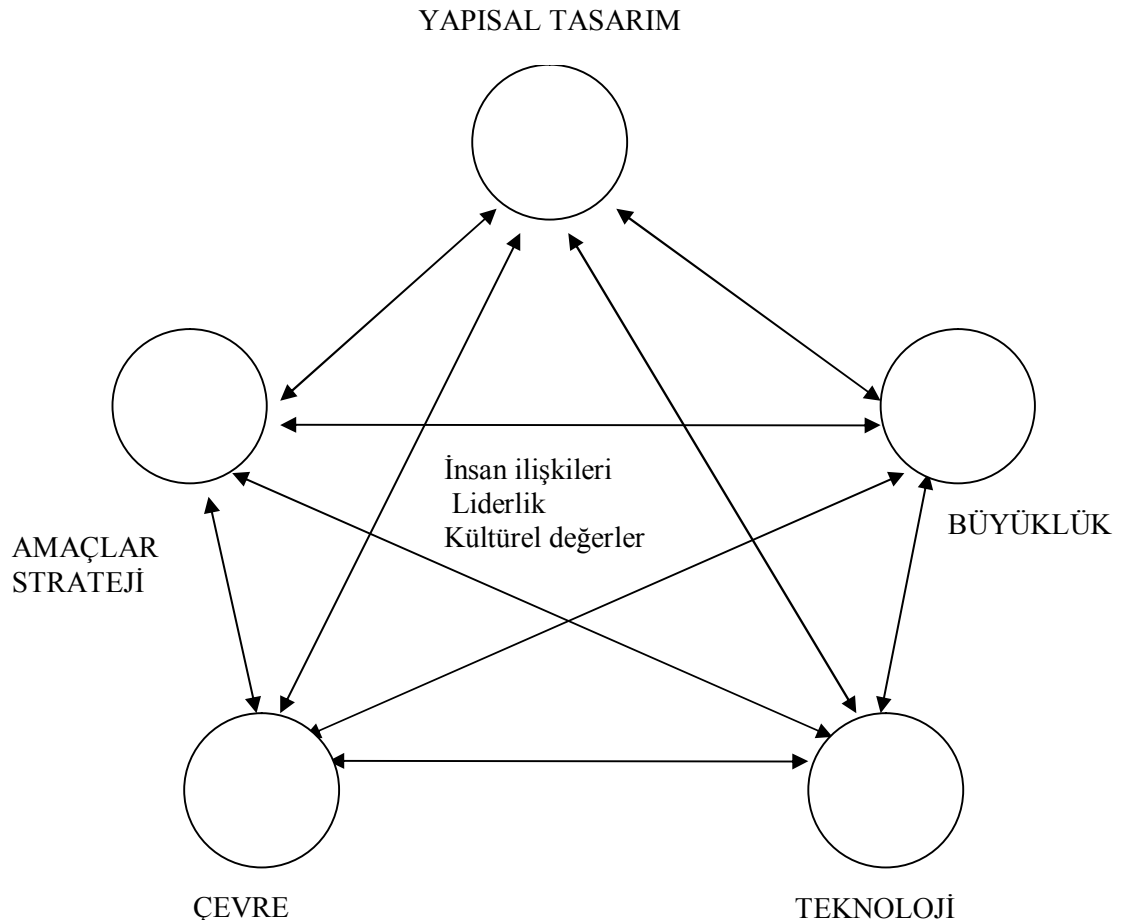 YAPISAL TASARIM
İnsan ilişkileri
Liderlik
Kültürel değerler
BÜYÜKLÜK
AMAÇLAR
STRATEJİ
ÇEVRE
TEKNOLOJİ